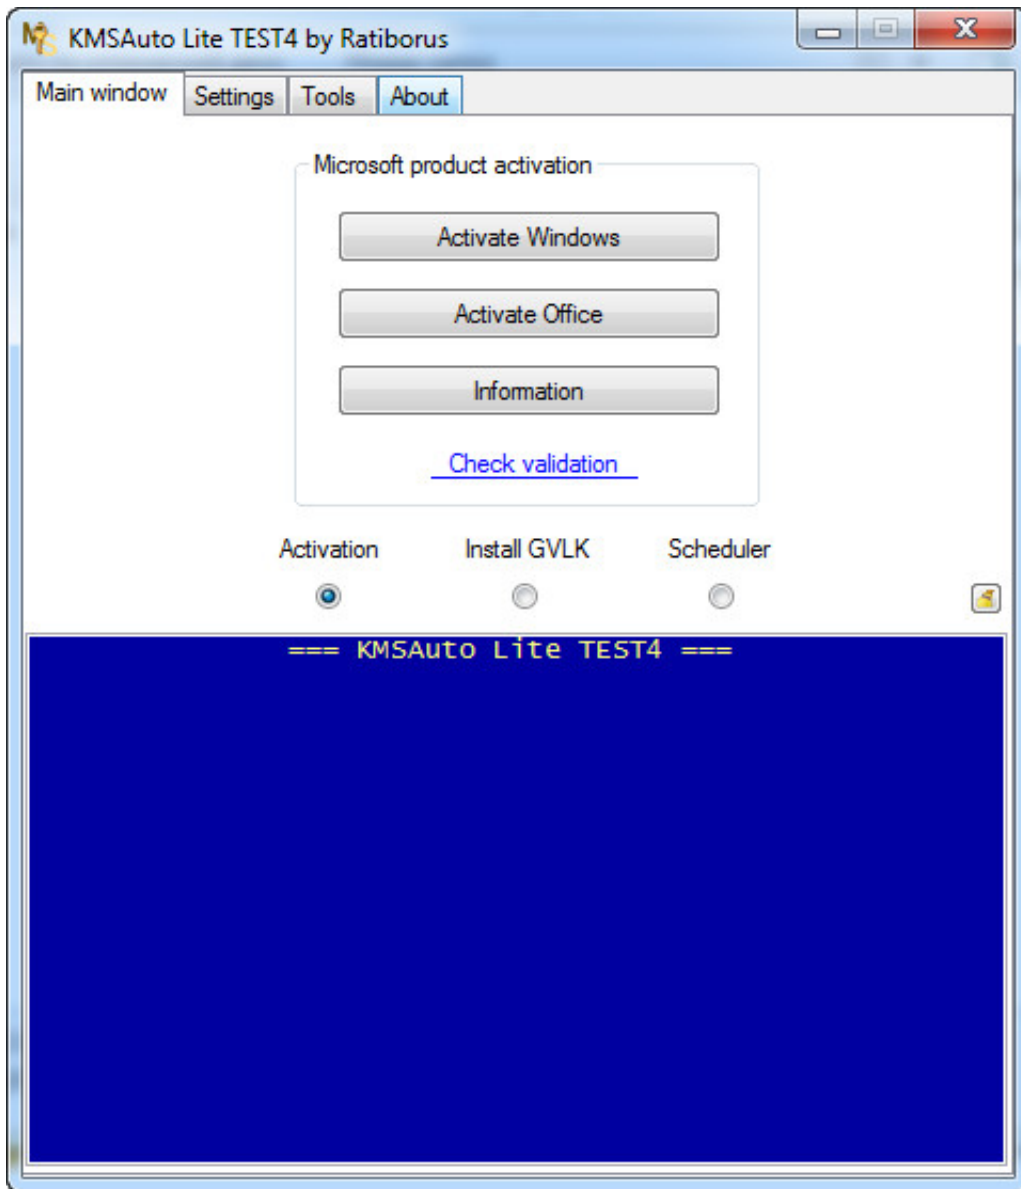 KMSAuto Lite TEST4 by Ratiborus
Main window Settings Tools About
Microsoft product activation
Activate Windows
Activate Office
Information
Check validation
Activation Install GVLK Scheduler
=== KMSAuto Lite TEST4 ===